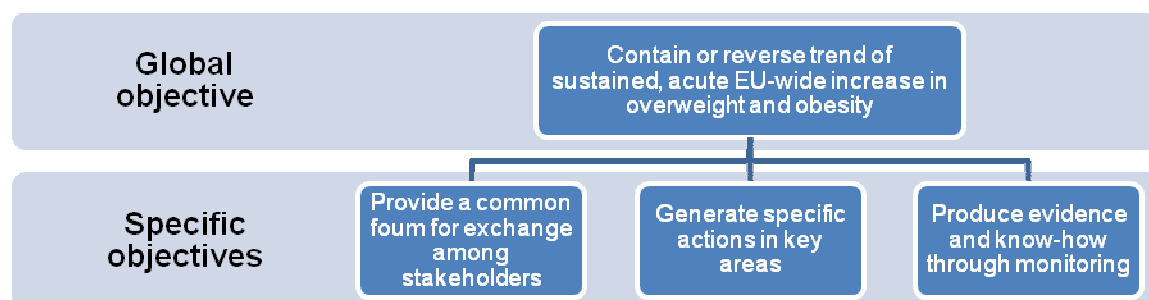 Global
objective
Contain or reverse trend of
sustained, acute EU-wide increase in
overweight and obesity
Specific
objectives
Provide a common
foum for exchange
among
stakeholders
Generate specific
actions in key
areas
Produce evidence
and know-how
through monitoring